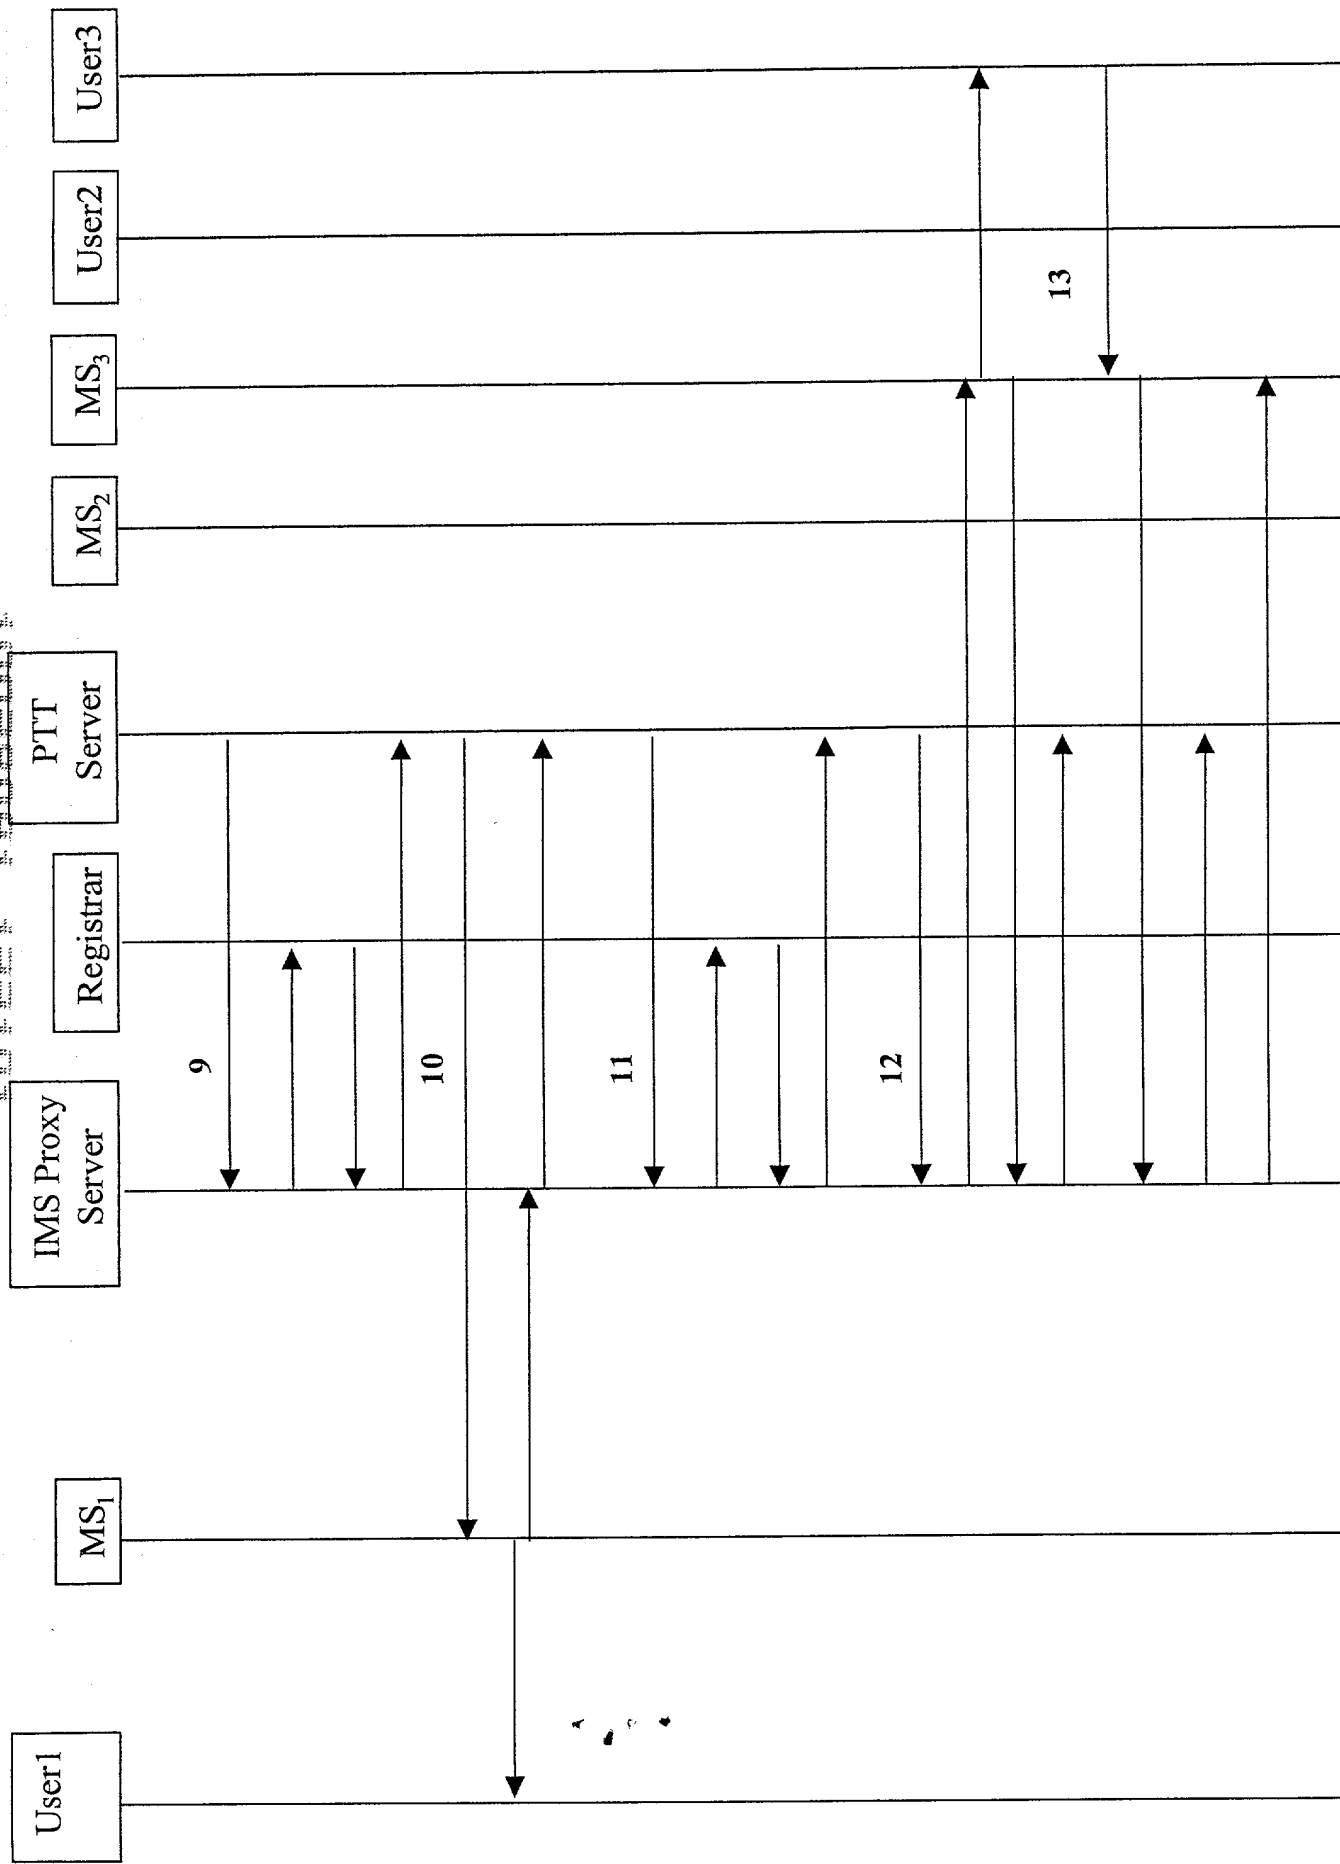 User1
MS1
IMS Proxy
Server
Registrar
PTT
Server
MS2
MS3
User2
User3
9
10
11
12
13